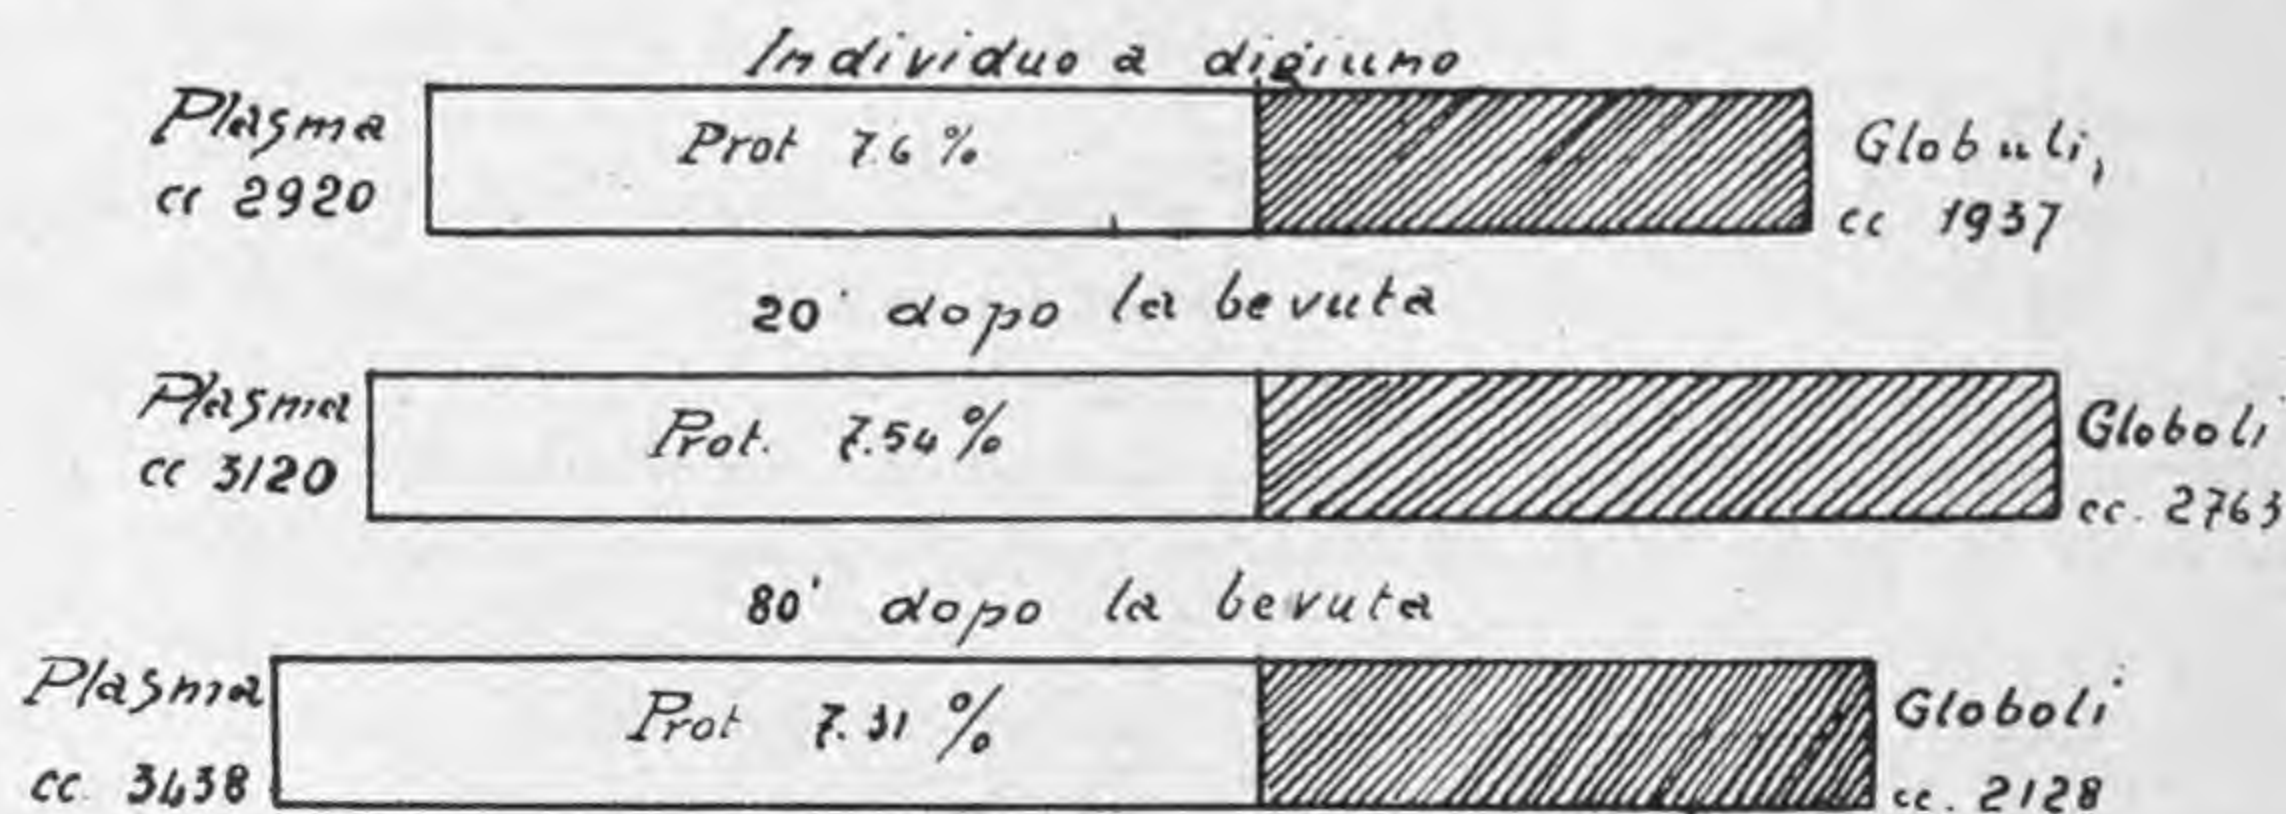 Individuo a digiuno
Plasma
cc 2920
Prot 7.6 %
Globuli,
cc 1937
20' dopo la bevuta
Plasma
cc 3120
Prot. 7.54 %
Globoli
cc. 2763
80' dopo la bevuta
Plasma
cc. 3438
Prot 7.31 %
Globoli
cc. 2128